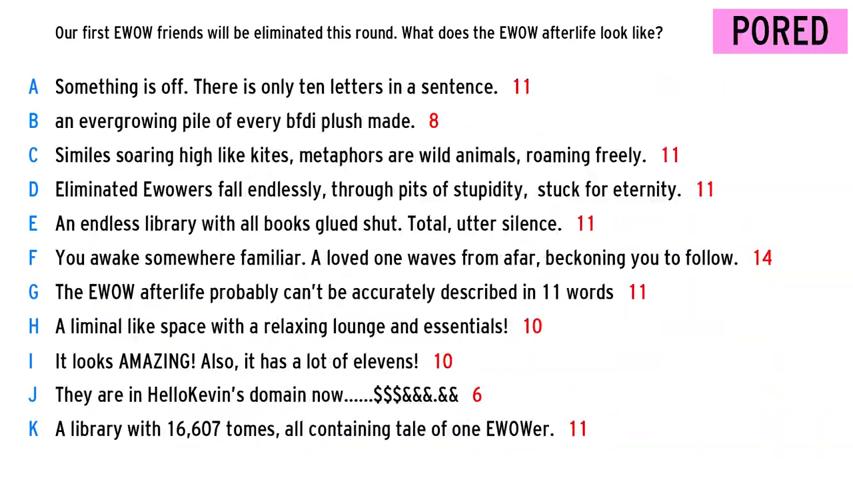 Our first EWOW friends will be eliminated this round. What does the EWOW afterlife look like?
PORED
A Something is off. There is only ten letters in a sentence. 11
B an evergrowing pile of every bfdi plush made. 8
C Similes soaring high like kites, metaphors are wild animals, roaming freely. 11
D Eliminated Ewowers fall endlessly, through pits of stupidity,  stuck for eternity. 11
E An endless library with all books glued shut. Total, utter silence. 11
F You awake somewhere familiar. A loved one waves from afar, beckoning you to follow. 14
G The EWOW afterlife probably can't be accurately described in 11 words 11
H A liminal like space with a relaxing lounge and essentials! 10
I It looks AMAZING! Also, it has a lot of elevens! 10
J They are in HelloKevin's domain now......$$$&&&.&& 6
K A library with 16,607 tomes, all containing tale of one EWOWer. 11